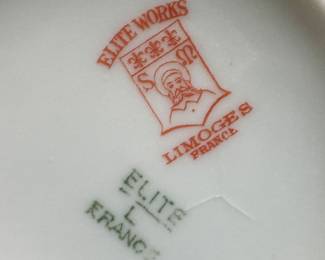 ELITE WORKS
S M
LIMOGES
FRANCE
ELITE
L
FRANCE